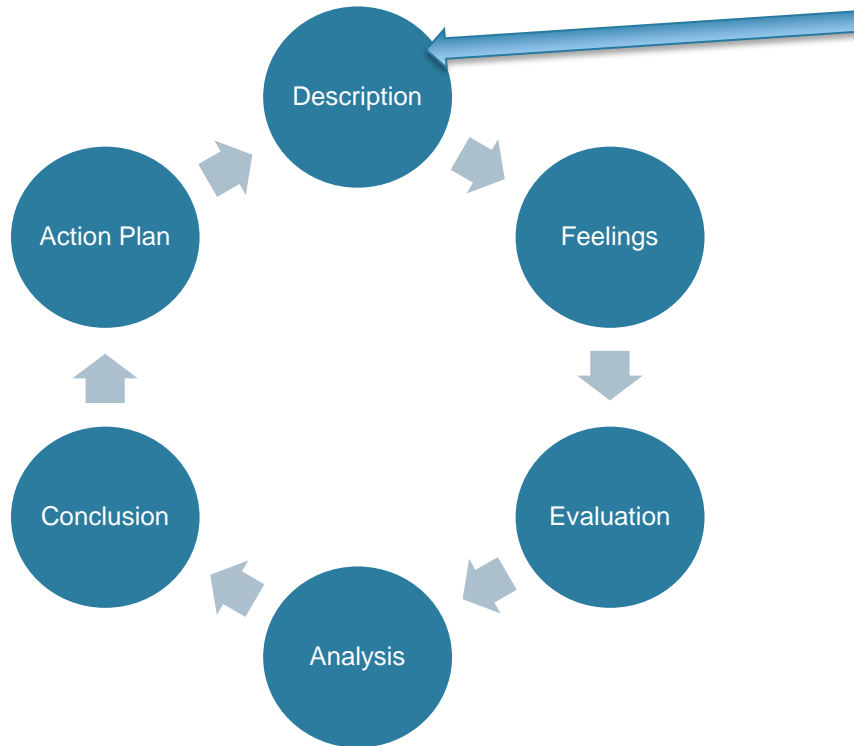 Description
Feelings
Evaluation
Analysis
Conclusion
Action Plan